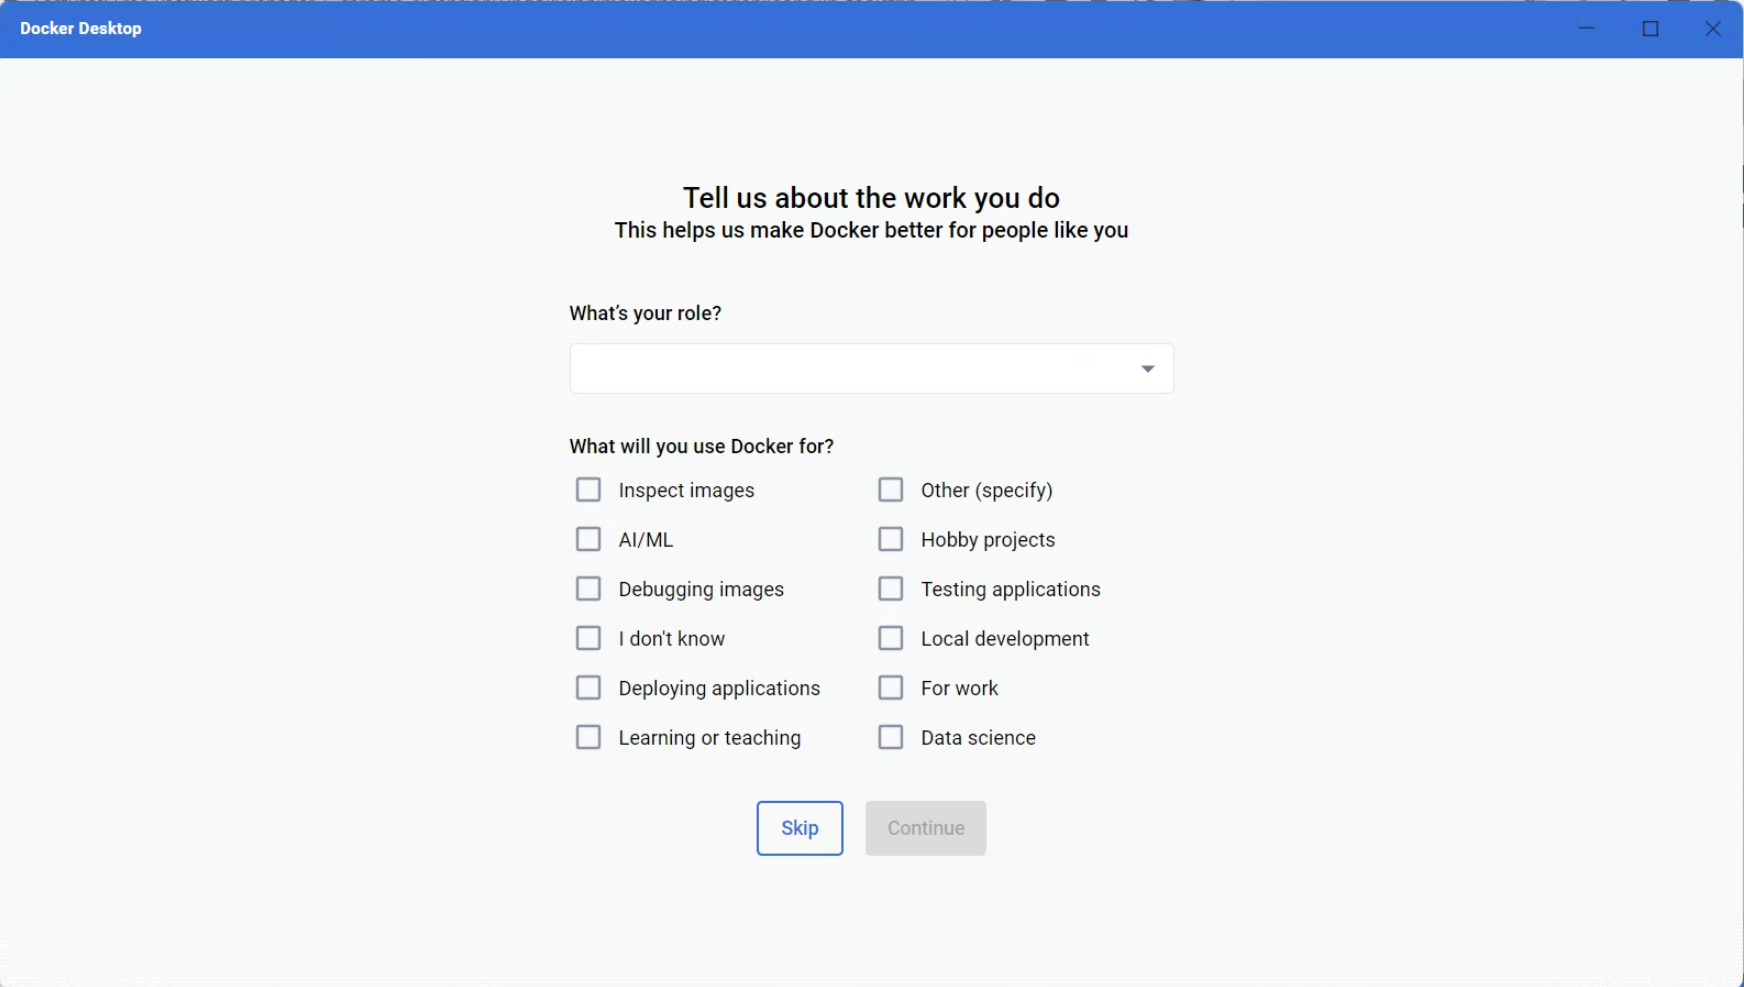 Docker Desktop
Tell us about the work you do
This helps us make Docker better for people like you
What's your role?
What will you use Docker for?
Inspect images
Other (specify)
AI/ML
Hobby projects
Debugging images
Testing applications
I don't know
Local development
Deploying applications
For work
Learning or teaching
Data science
Skip
Continue